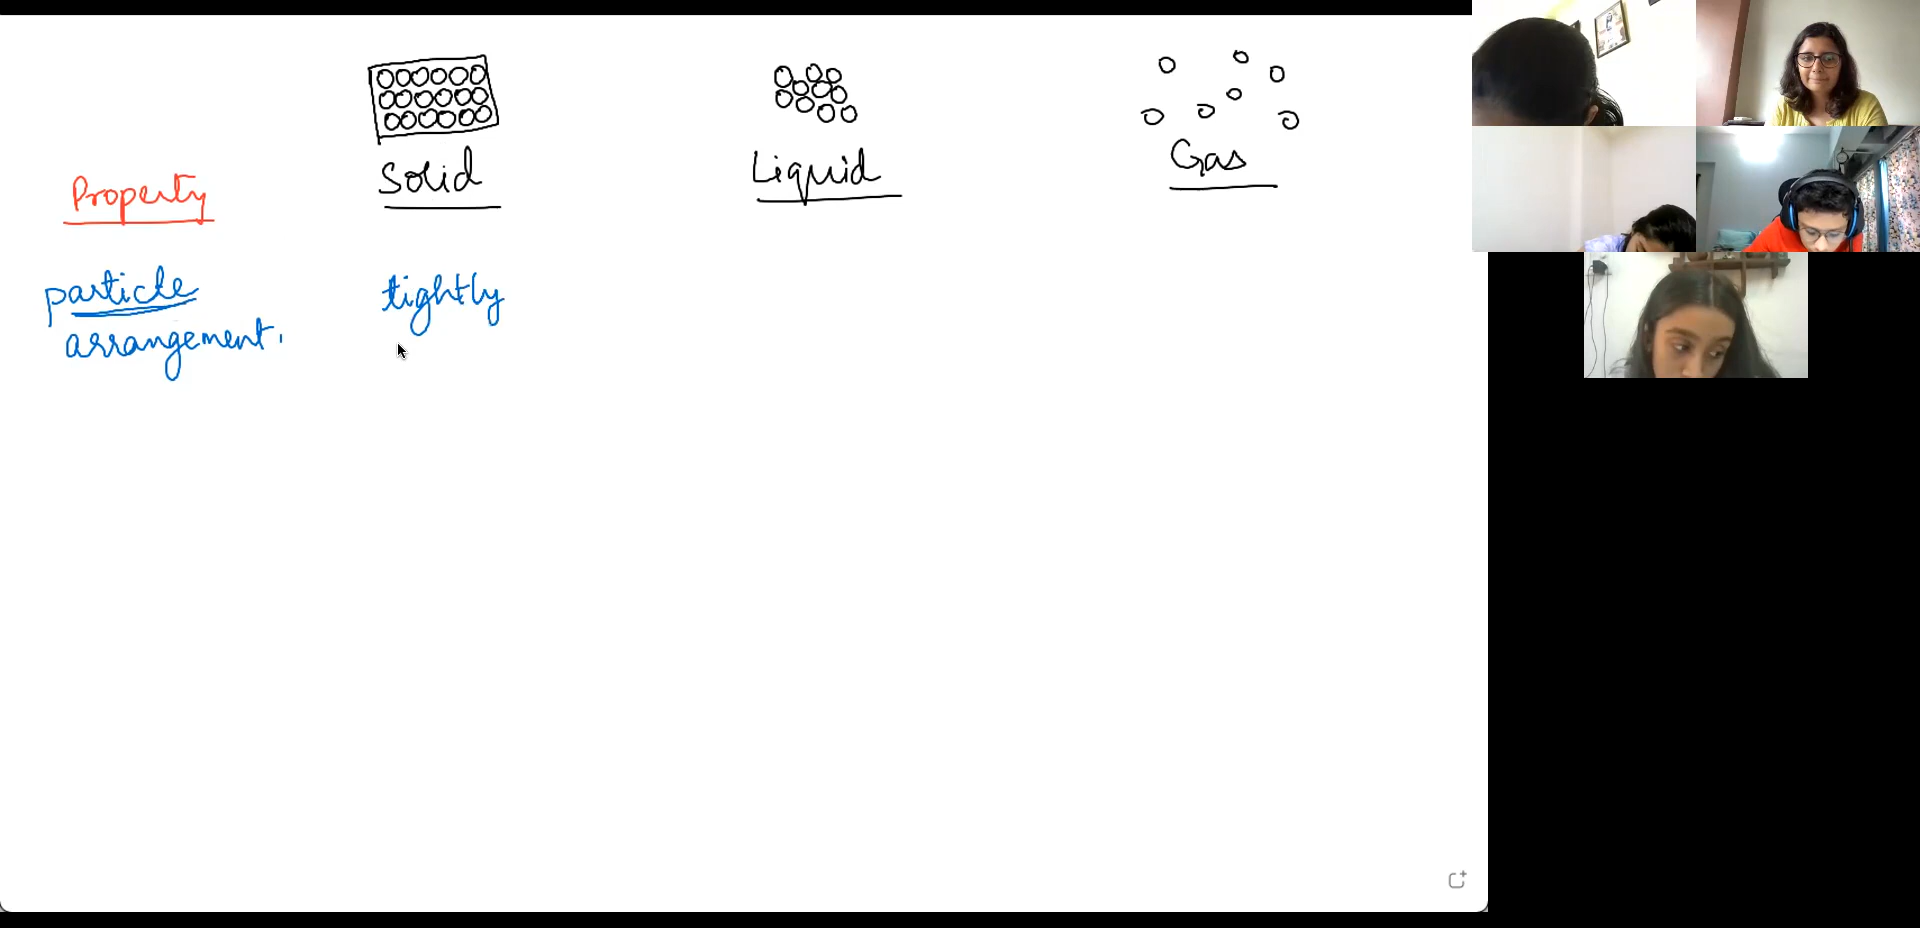 Solid
Liquid
Gas
Property
particle
arrangement.
tightly